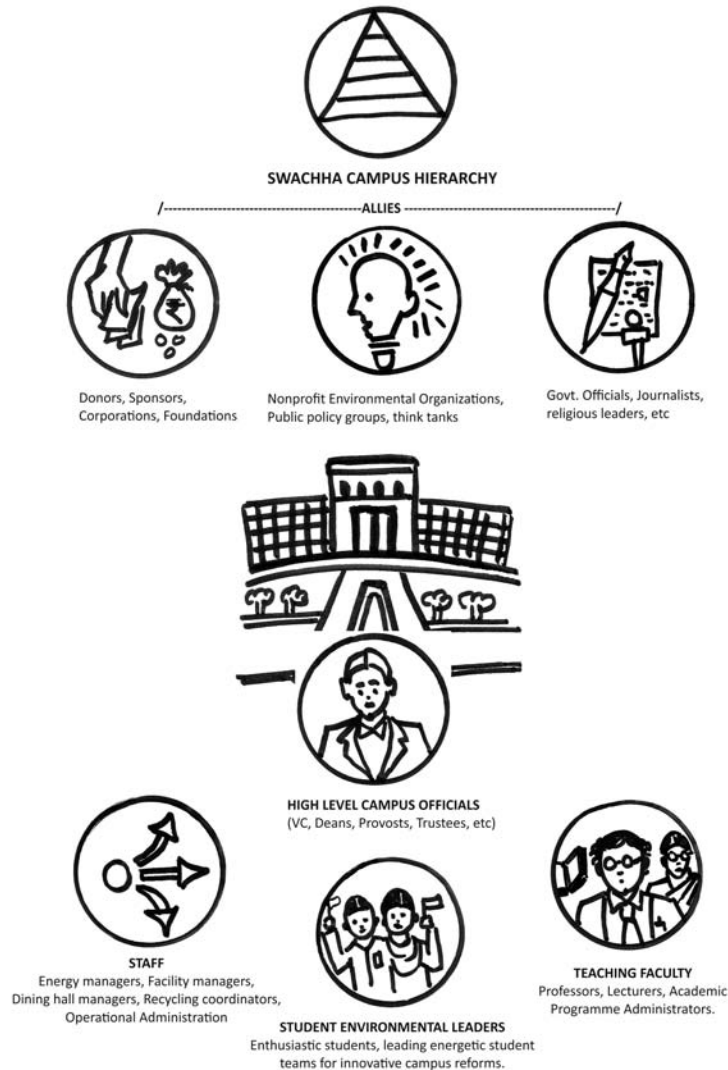 SWACHHA CAMPUS HIERARCHY
/-------------------------------------------ALLIES ----------------------------------------------/
Donors, Sponsors,
Corporations, Foundations
Nonprofit Environmental Organizations,
Public policy groups, think tanks
Govt. Officials, Journalists,
religious leaders, etc
HIGH LEVEL CAMPUS OFFICIALS
(VC, Deans, Provosts, Trustees, etc)
STAFF
Energy managers, Facility managers,
Dining hall managers, Recycling coordinators,
Operational Administration
STUDENT ENVIRONMENTAL LEADERS
Enthusiastic students, leading energetic student
teams for innovative campus reforms.
TEACHING FACULTY
Professors, Lecturers, Academic
Programme Administrators.